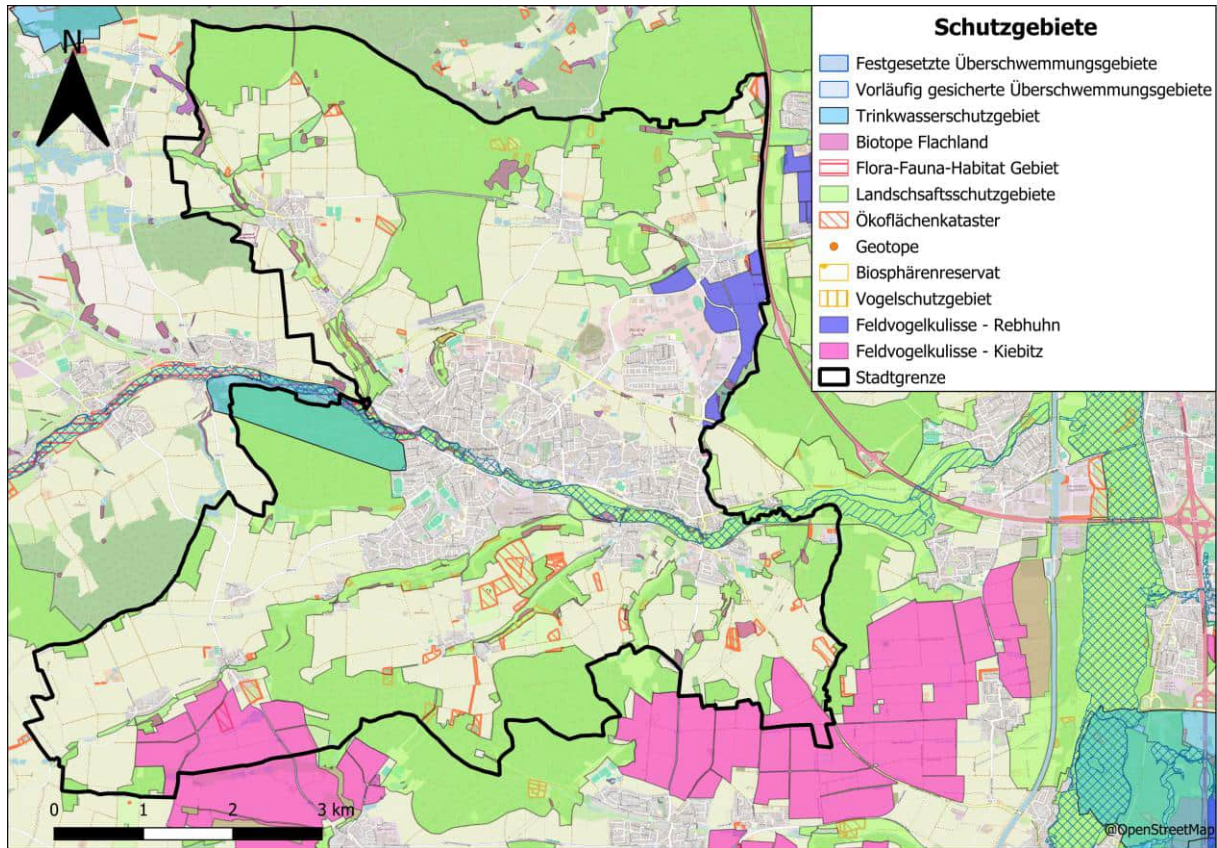 N
Schutzgebiete
Festgesetzte Überschwemmungsgebiete
Vorläufig gesicherte Überschwemmungsgebiete
Trinkwasserschutzgebiet
Biotope Flachland
Flora-Fauna-Habitat Gebiet
Landschsaftsschutzgebiete
Ökoflächenkataster
Geotope
Biosphärenreservat
Vogelschutzgebiet
Feldvogelkulisse - Rebhuhn
Feldvogelkulisse - Kiebitz
Stadtgrenze
0 1 2 3 km
@OpenStreetMap